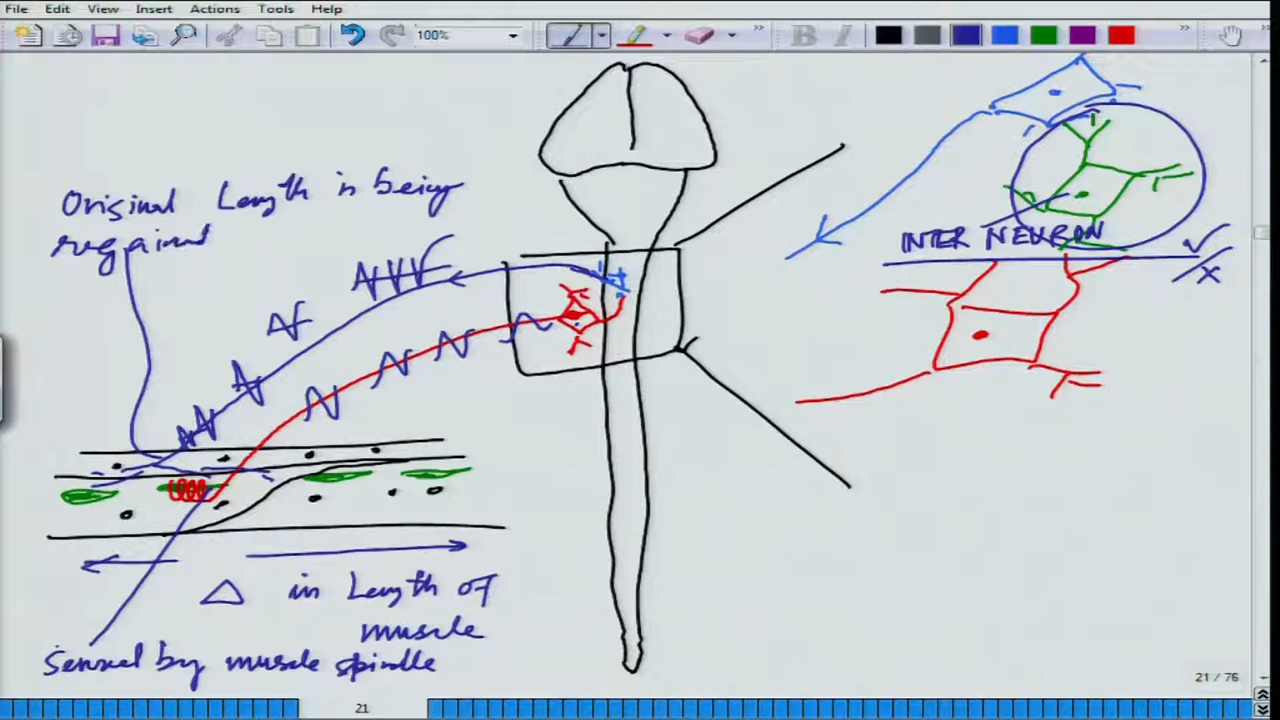 File Edit View Insert Actions Tools Help
100%
Original Length is being
regained
INTER NEURON
Δ in Length of
muscle
Sensed by muscle spindle
21 / 76
21